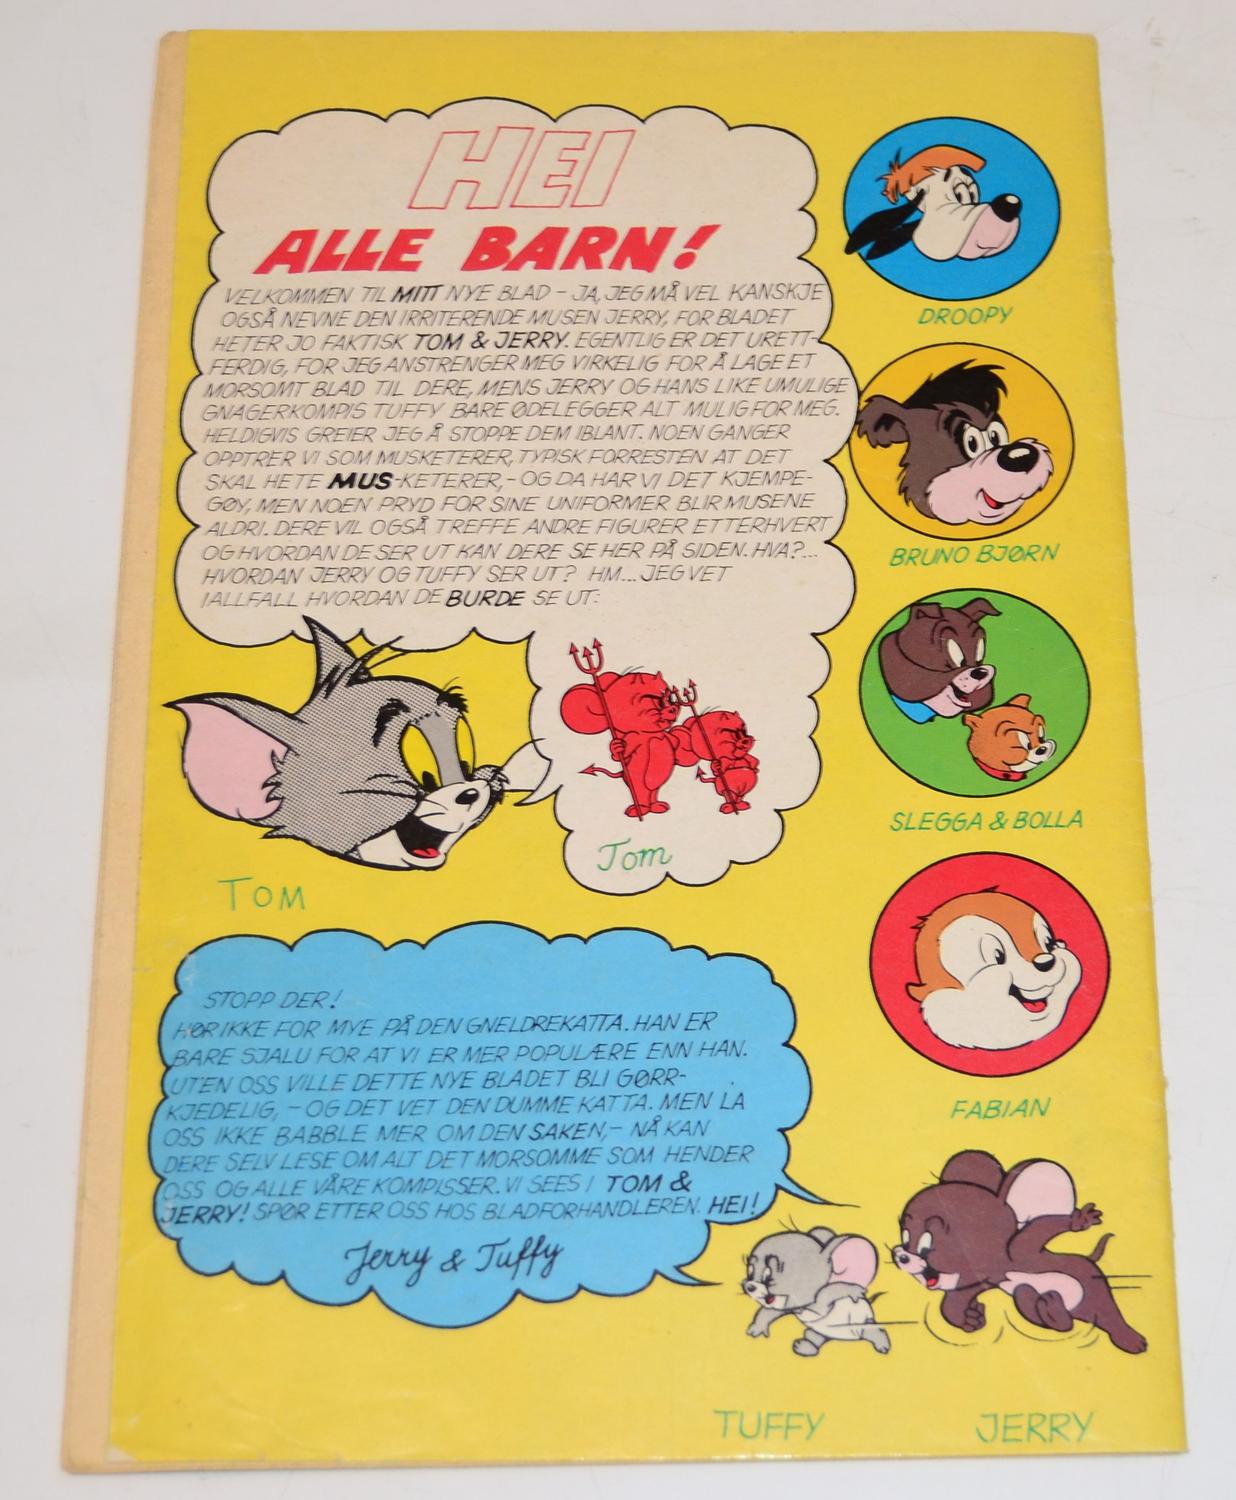 HEI
ALLE BARN!
VELKOMMEN TIL MITT NYE BLAD - JA, JEG MÅ VEL KANSKJE
OGSÅ NEVNE DEN IRRITERENDE MUSEN JERRY, FOR BLADET
HETER JO FAKTISK TOM & JERRY. EGENTLIG ER DET URETT-
FERDIG, FOR JEG ANSTRENGER MEG VIRKELIG FOR Å LAGE ET
MORSOMT BLAD TIL DERE, MENS JERRY OG HANS LIKE UMULIGE
GNAGERKOMPIS TUFFY BARE ØDELEGGER ALT MULIG FOR MEG.
HELDIGVIS GREIER JEG Å STOPPE DEM IBLANT. NOEN GANGER
OPPTRER VI SOM MUSKETERER, TYPISK FORRESTEN AT DET
SKAL HETE MUS-KETERER,- OG DA HAR VI DET KJEMPE-
GØY, MEN NOEN PRYD FOR SINE UNIFORMER BLIR MUSENE
ALDRI. DERE VIL OGSÅ TREFFE ANDRE FIGURER ETTERHVERT
OG HVORDAN DE SER UT KAN DERE SE HER PÅ SIDEN. HVA?...
HVORDAN JERRY OG TUFFY SER UT? HM... JEG VET
IALLFALL HVORDAN DE BURDE SE UT:
Tom
TOM
DROOPY
BRUNO BJØRN
SLEGGA & BOLLA
FABIAN
STOPP DER!
HØR IKKE FOR MYE PÅ DEN GNELDREKATTA. HAN ER
BARE SJALU FOR AT VI ER MER POPULÆRE ENN HAN.
UTEN OSS VILLE DETTE NYE BLADET BLI GØRR-
KJEDELIG, - OG DET VET DEN DUMME KATTA. MEN LA
OSS IKKE BABBLE MER OM DEN SAKEN,- NÅ KAN
DERE SELV LESE OM ALT DET MORSOMME SOM HENDER
OSS OG ALLE VÅRE KOMPISSER. VI SEES I TOM &
JERRY! SPØR ETTER OSS HOS BLADFORHANDLEREN. HEI!
Jerry & Tuffy
TUFFY
JERRY